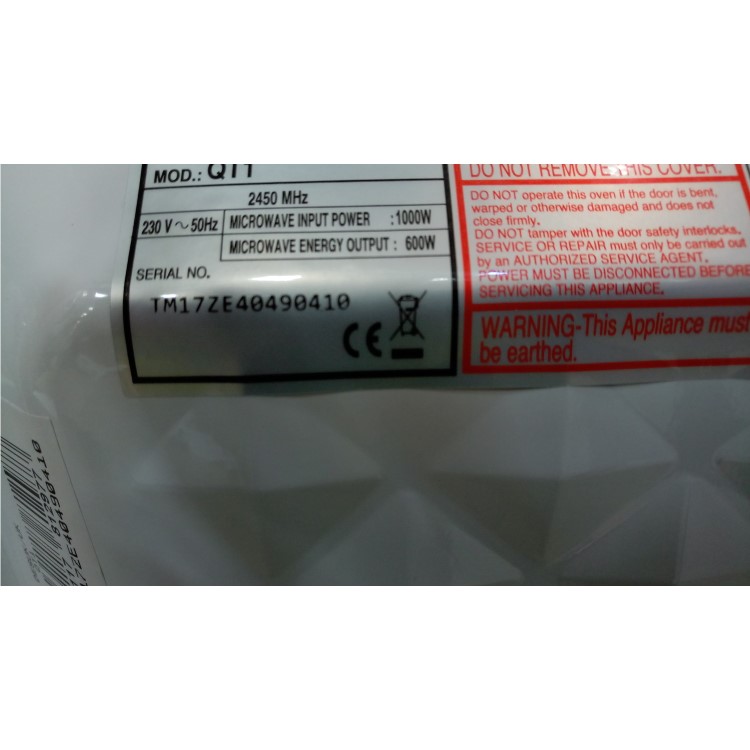 MOD.: QT1
2450 MHz
230 V ~ 50Hz
MICROWAVE INPUT POWER : 1000W
MICROWAVE ENERGY OUTPUT : 600W
SERIAL NO.
TM17ZE40490410
CE
DO NOT REMOVE THIS COVER.
DO NOT operate this oven if the door is bent,
warped or otherwise damaged and does not
close firmly.
DO NOT tamper with the door safety interlocks.
SERVICE OR REPAIR must only be carried out
by an AUTHORIZED SERVICE AGENT.
POWER MUST BE DISCONNECTED BEFORE
SERVICING THIS APPLIANCE.
WARNING-This Appliance must
be earthed.
17ZE40490410